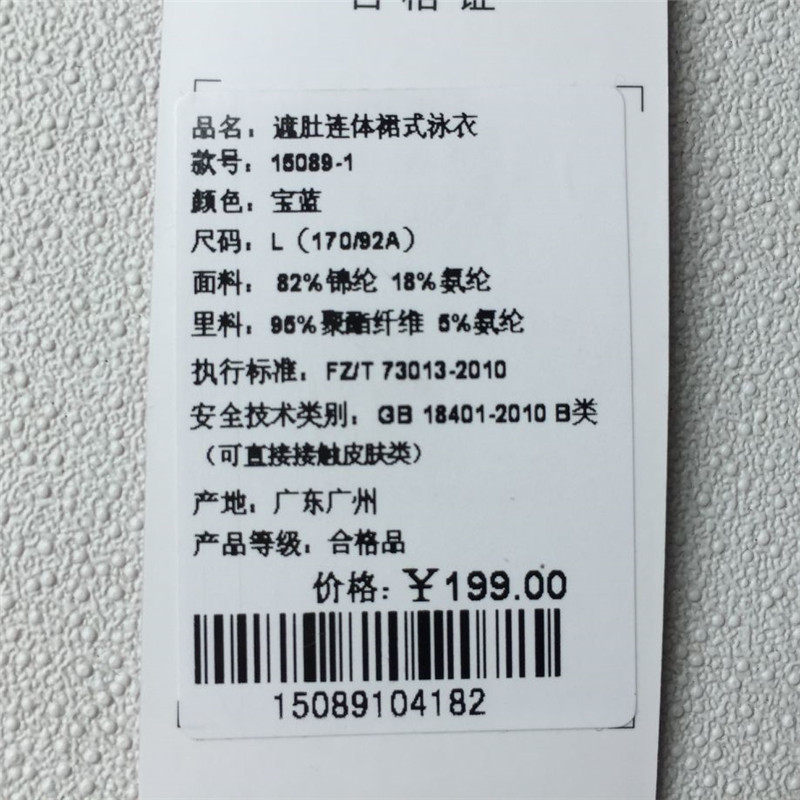 合格证
品名：遮肚连体裙式泳衣
款号：15089-1
颜色：宝蓝
尺码：L（170/92A）
面料： 82%锦纶 18%氨纶
里料：95%聚酯纤维 5%氨纶
执行标准：FZ/T 73013-2010
安全技术类别：GB 18401-2010 B类
（可直接接触皮肤类）
产地：广东广州
产品等级：合格品
价格：￥199.00
15089104182